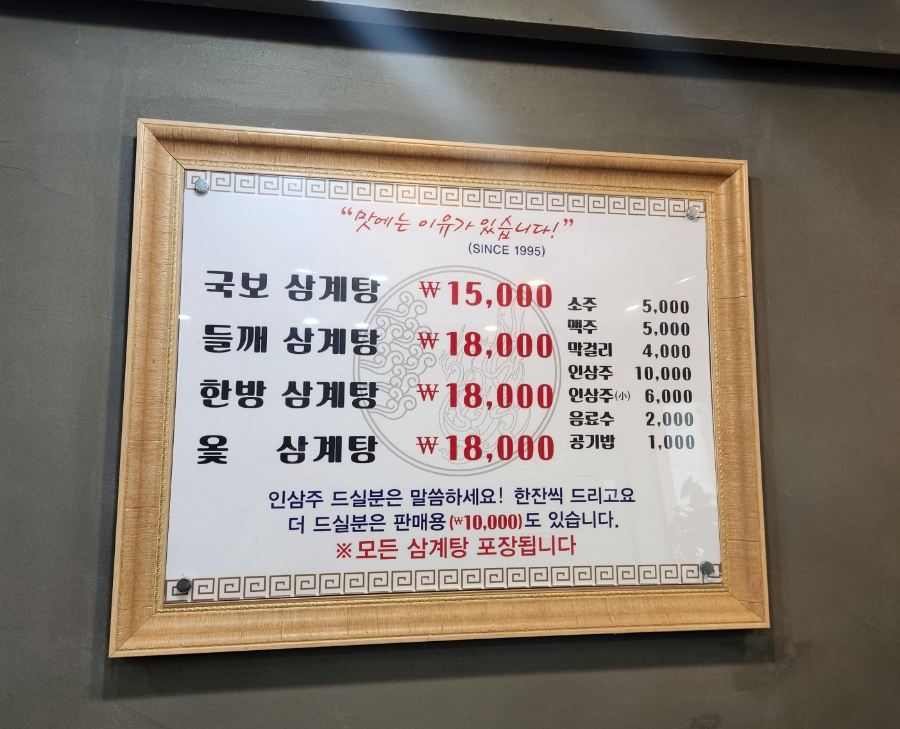 “맛에는 이유가 있습니다!”
(SINCE 1995)
국보 삼계탕 ₩15,000
들깨 삼계탕 ₩18,000
한방 삼계탕 ₩18,000
옻 삼계탕 ₩18,000
소주 5,000
맥주 5,000
막걸리 4,000
인삼주 10,000
인삼주(小) 6,000
음료수 2,000
공기밥 1,000
인삼주 드실분은 말씀하세요! 한잔씩 드리고요
더 드실분은 판매용(₩10,000)도 있습니다.
※모든 삼계탕 포장됩니다